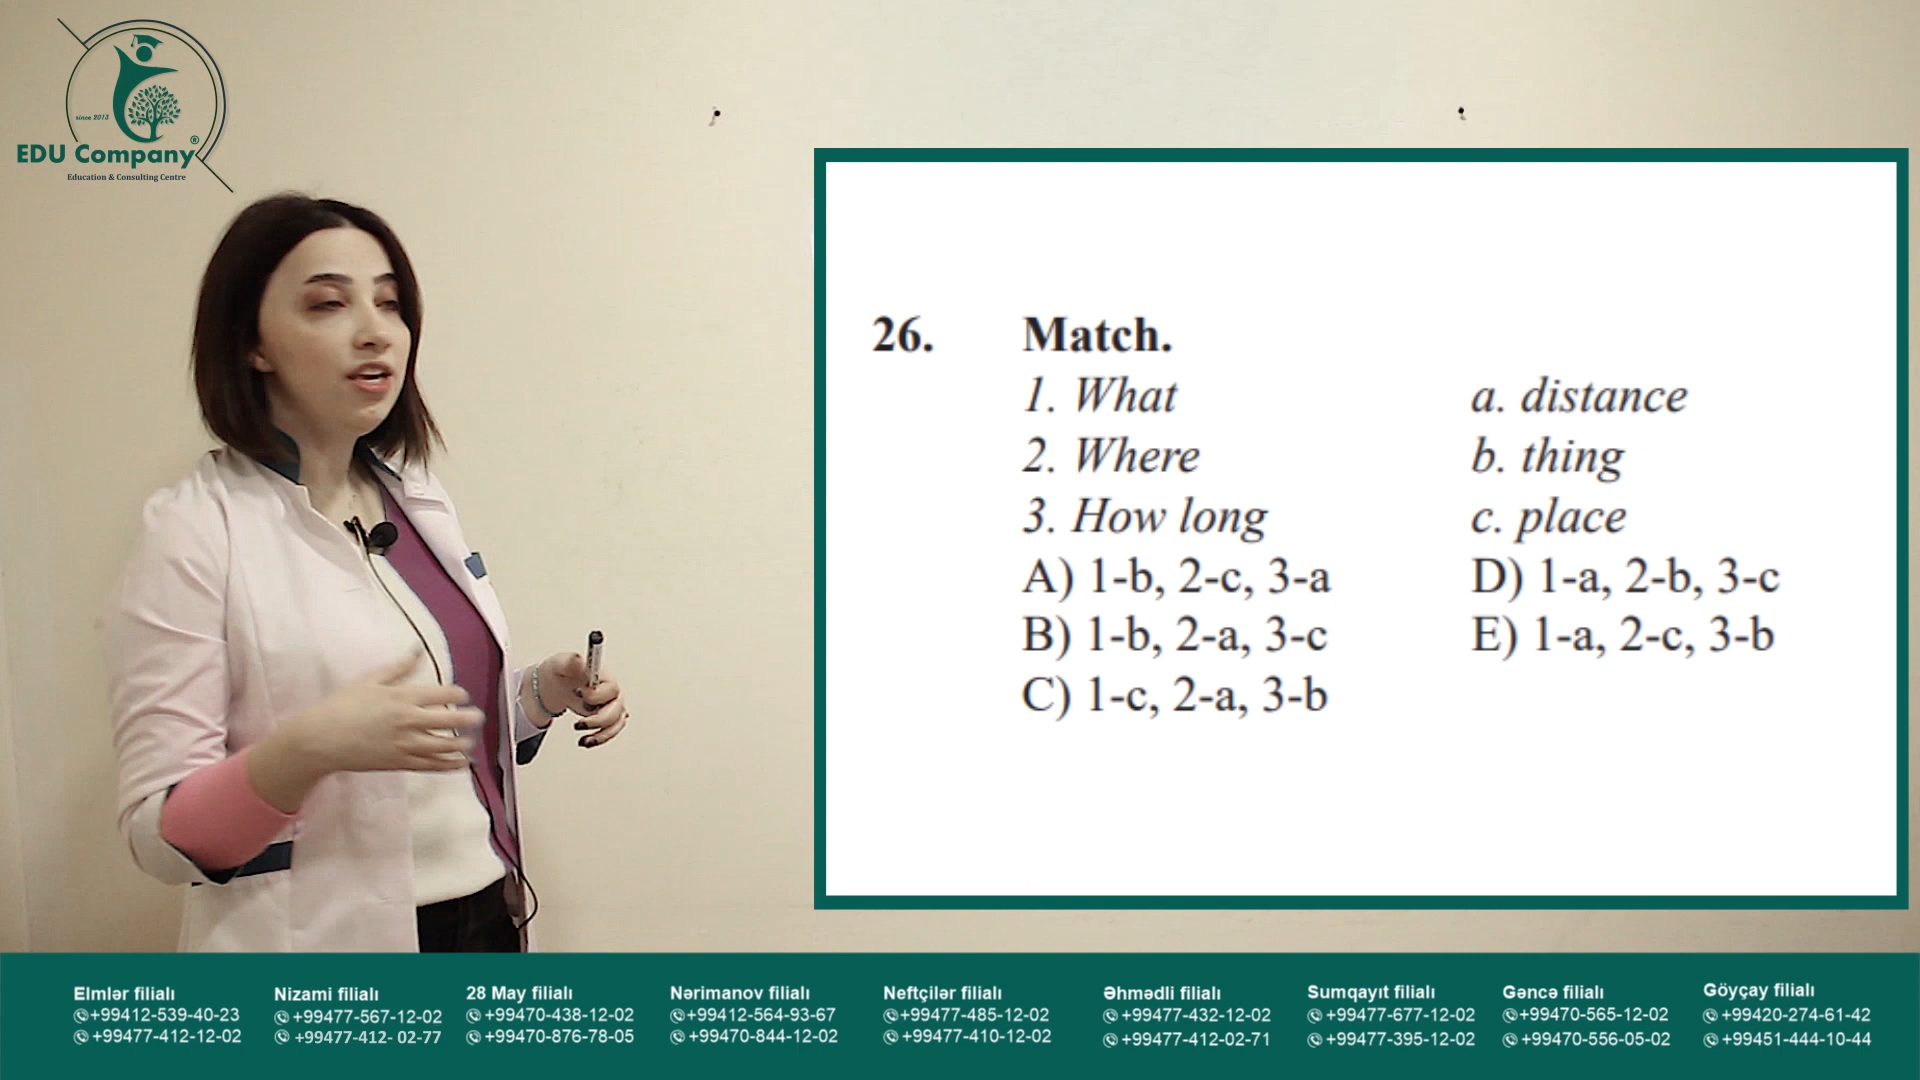 since 2013
EDU Company®
Education & Consulting Centre
26. Match.
1. What a. distance
2. Where b. thing
3. How long c. place
A) 1-b, 2-c, 3-a D) 1-a, 2-b, 3-c
B) 1-b, 2-a, 3-c E) 1-a, 2-c, 3-b
C) 1-c, 2-a, 3-b
Elmlər filialı
+99412-539-40-23
+99477-412-12-02
Nizami filialı
+99477-567-12-02
+99477-412- 02-77
28 May filialı
+99470-438-12-02
+99470-876-78-05
Nərimanov filialı
+99412-564-93-67
+99470-844-12-02
Neftçilər filialı
+99477-485-12-02
+99477-410-12-02
Əhmədli filialı
+99477-432-12-02
+99477-412-02-71
Sumqayıt filialı
+99477-677-12-02
+99477-395-12-02
Gəncə filialı
+99470-565-12-02
+99470-556-05-02
Göyçay filialı
+99420-274-61-42
+99451-444-10-44